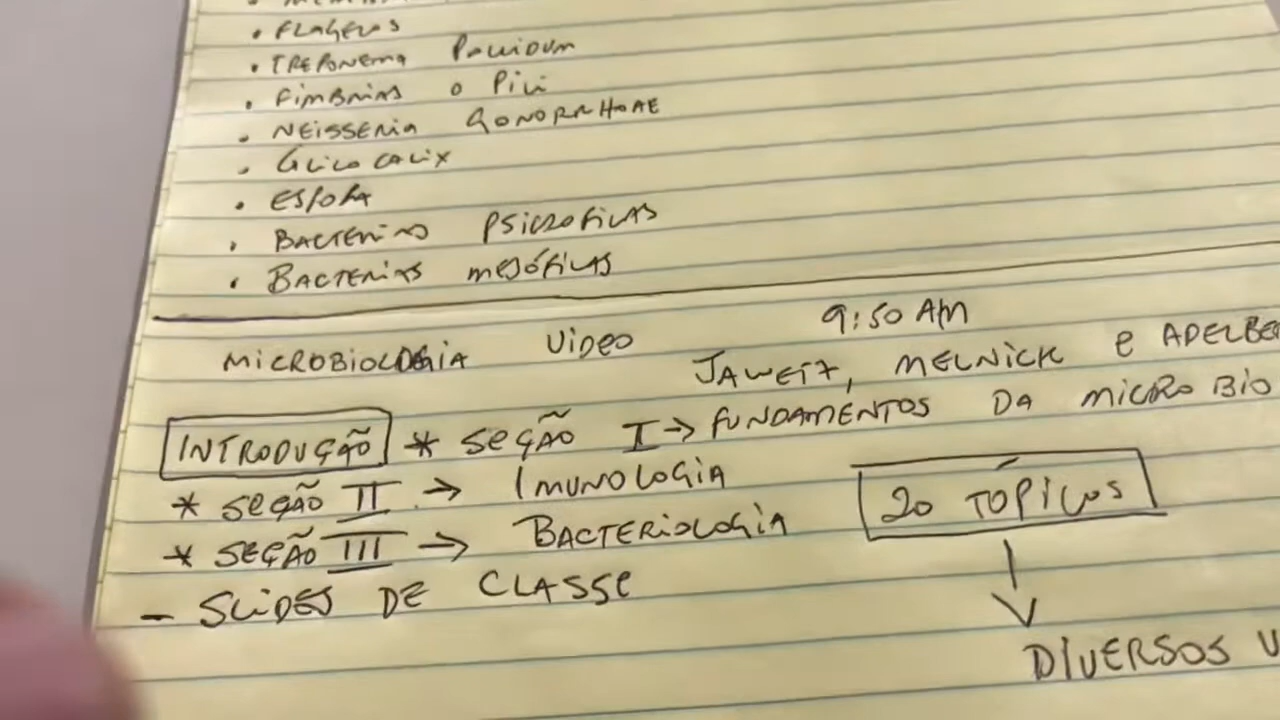 • FLAGELOS
• TREPONEMA PALLIDUM
• FIMBRIAS O PILI
• NEISSERIA GONORRHOAE
• GLICOCALIX
• ESPORA
• BACTERIAS PSICROFILAS
• BACTERIAS MESÓFILAS
MICROBIOLOGIA VIDEO 9:50 AM
JAWETZ, MELNICK e ADELBE
INTRODUÇÃO * SEÇÃO I → FUNDAMENTOS DA MICROBIO
* SEÇÃO II → IMUNOLOGIA
20 TÓPICOS
* SEÇÃO III → BACTERIOLOGIA
- SLIDES DE CLASSE
DIVERSOS